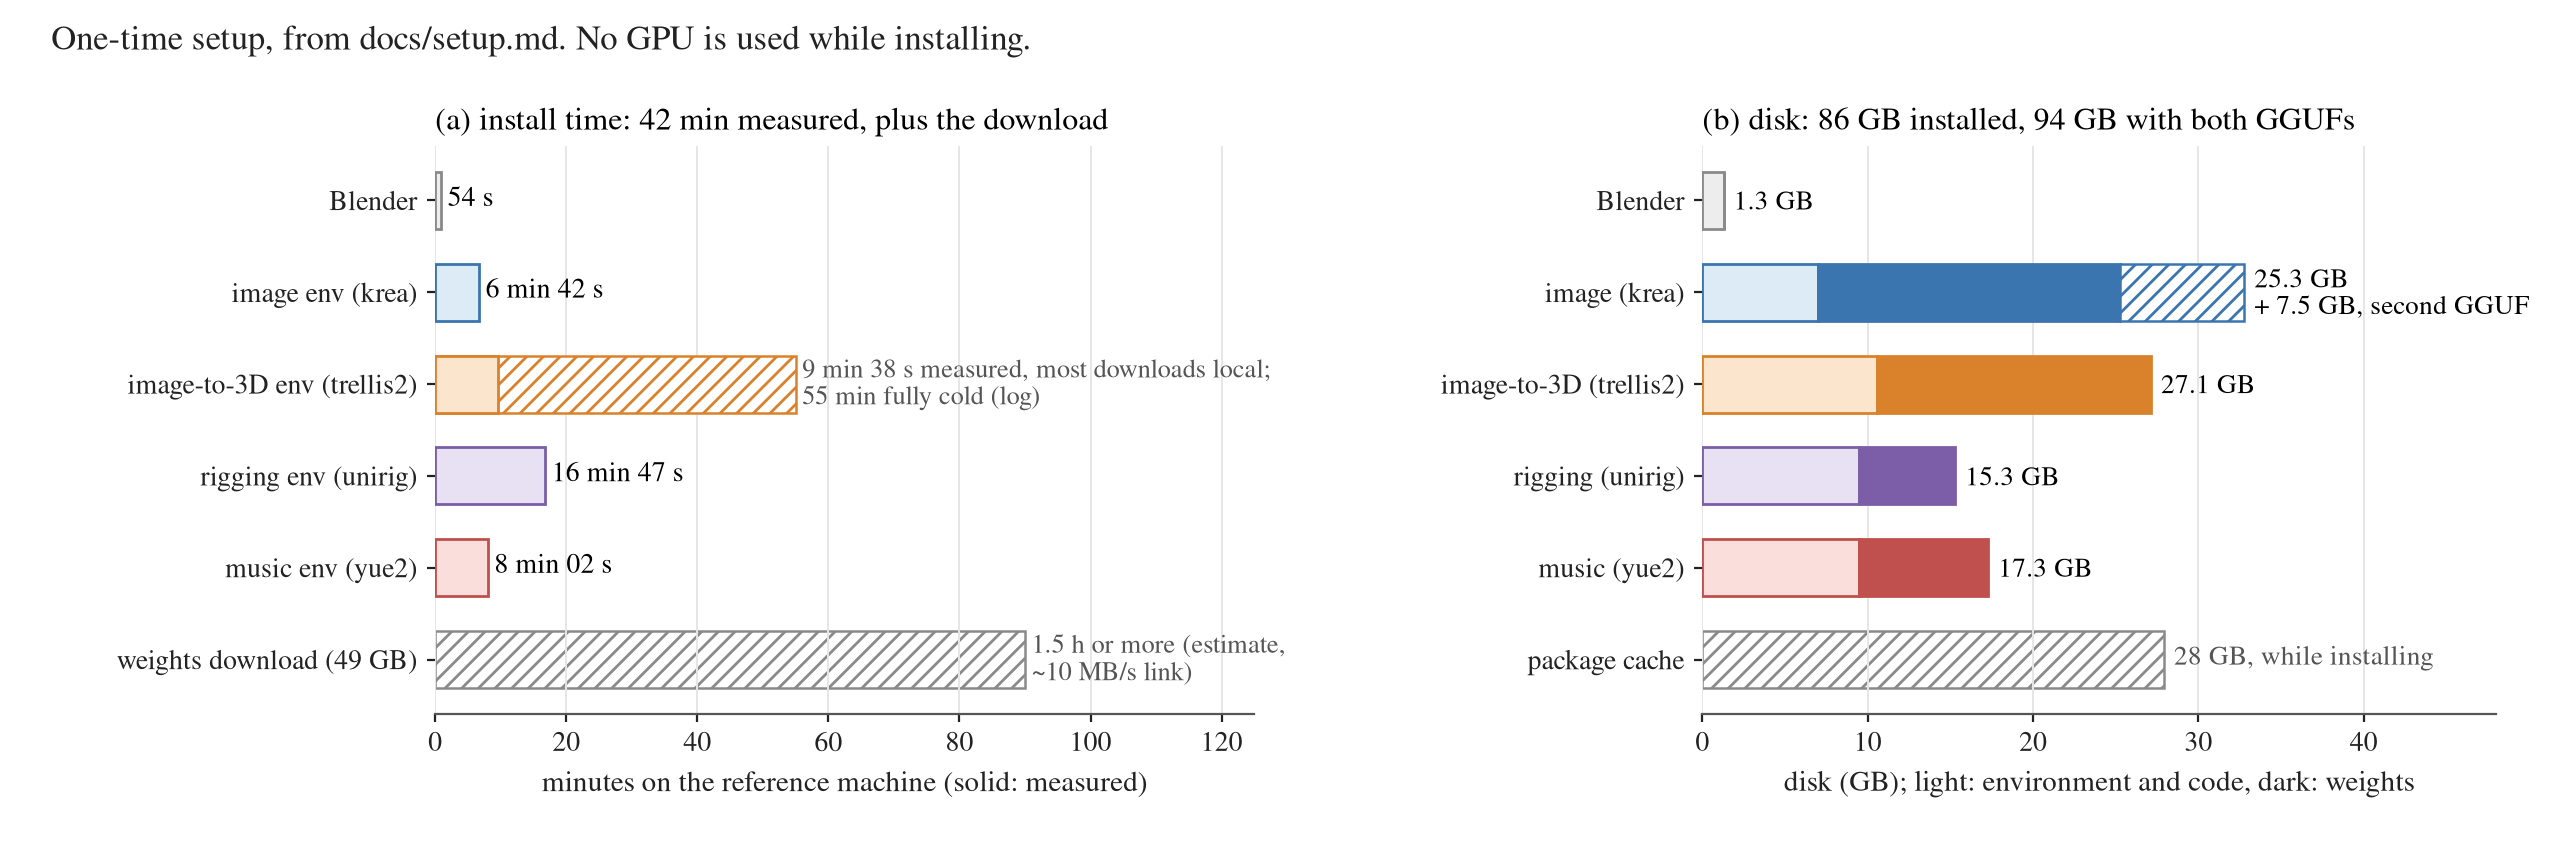 One-time setup, from docs/setup.md. No GPU is used while installing.
(a) install time: 42 min measured, plus the download
Blender
54 s
image env (krea)
6 min 42 s
image-to-3D env (trellis2)
9 min 38 s measured, most downloads local;
55 min fully cold (log)
rigging env (unirig)
16 min 47 s
music env (yue2)
8 min 02 s
weights download (49 GB)
1.5 h or more (estimate,
~10 MB/s link)
0 20 40 60 80 100 120
minutes on the reference machine (solid: measured)
(b) disk: 86 GB installed, 94 GB with both GGUFs
Blender
1.3 GB
image (krea)
25.3 GB
+ 7.5 GB, second GGUF
image-to-3D (trellis2)
27.1 GB
rigging (unirig)
15.3 GB
music (yue2)
17.3 GB
package cache
28 GB, while installing
0 10 20 30 40
disk (GB); light: environment and code, dark: weights